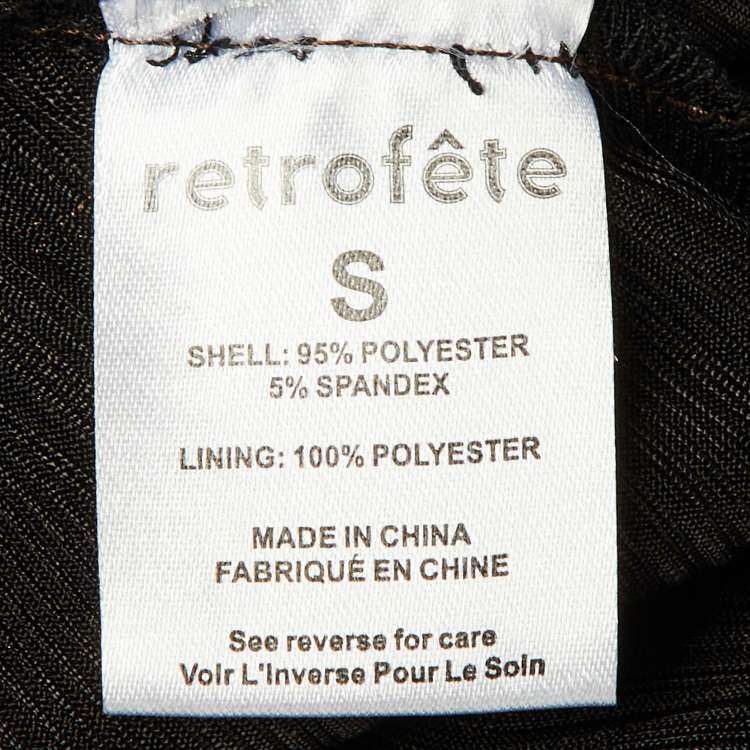 retrofête
S
SHELL: 95% POLYESTER
5% SPANDEX
LINING: 100% POLYESTER
MADE IN CHINA
FABRIQUÉ EN CHINE
See reverse for care
Voir L'Inverse Pour Le Soin